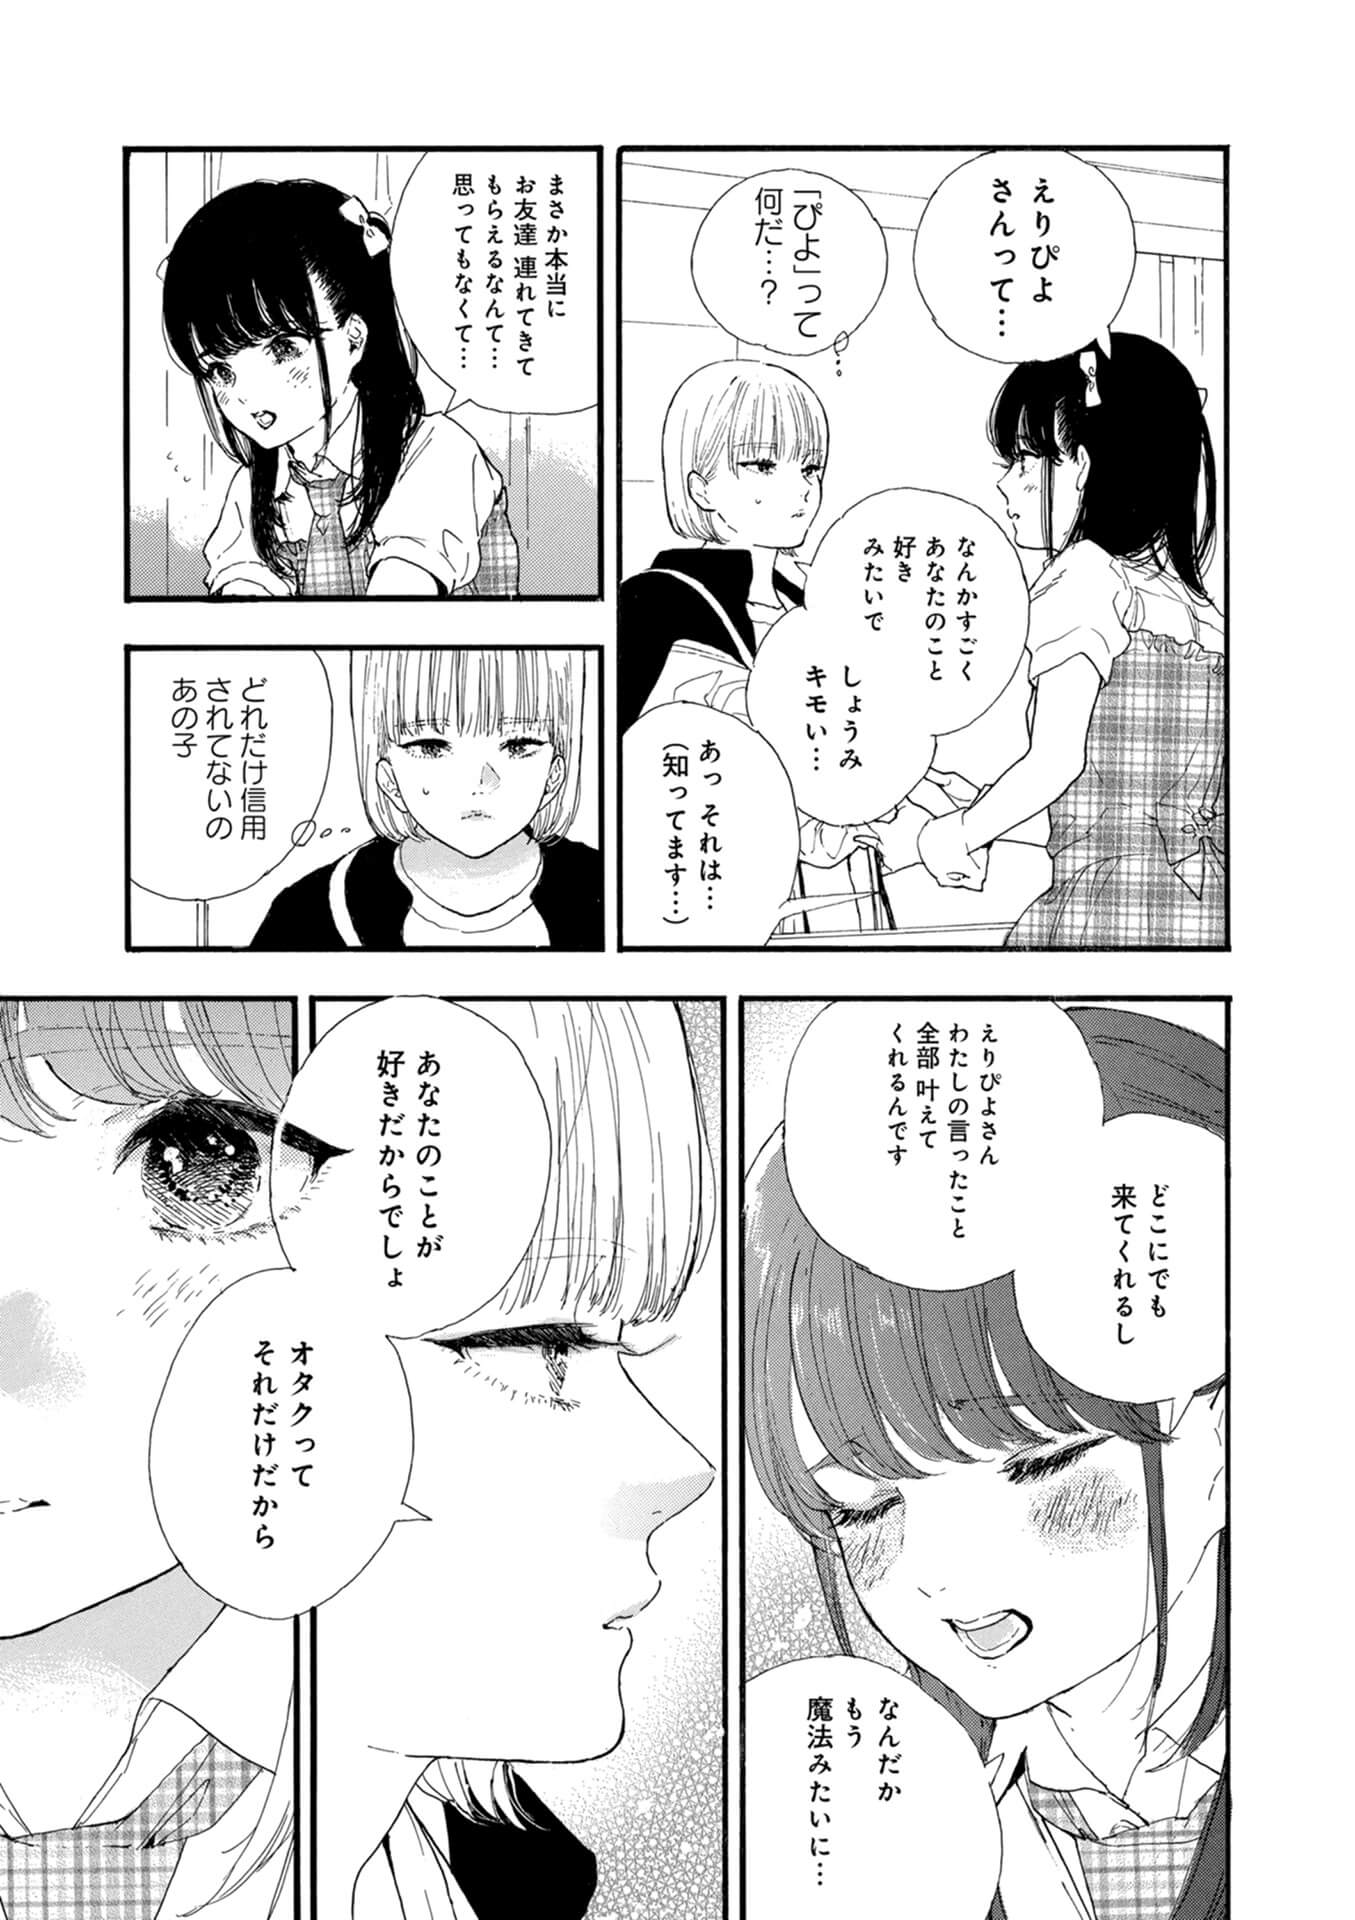 えりぴよ
さんって…
「ぴよ」って
何だ…?
なんかすごく
あなたのこと
好き
みたいで
しょうみ
キモい…
あっ それは…
(知ってます…)
まさか本当に
お友達 連れてきて
もらえるなんて…
思ってもなくて…
どれだけ信用
されてないの
あの子
どこにでも
来てくれるし
えりぴよさん
わたしの言ったこと
全部 叶えて
くれるんです
なんだか
もう
魔法みたいに…
あなたのことが
好きだからでしょ
オタクって
それだけだから